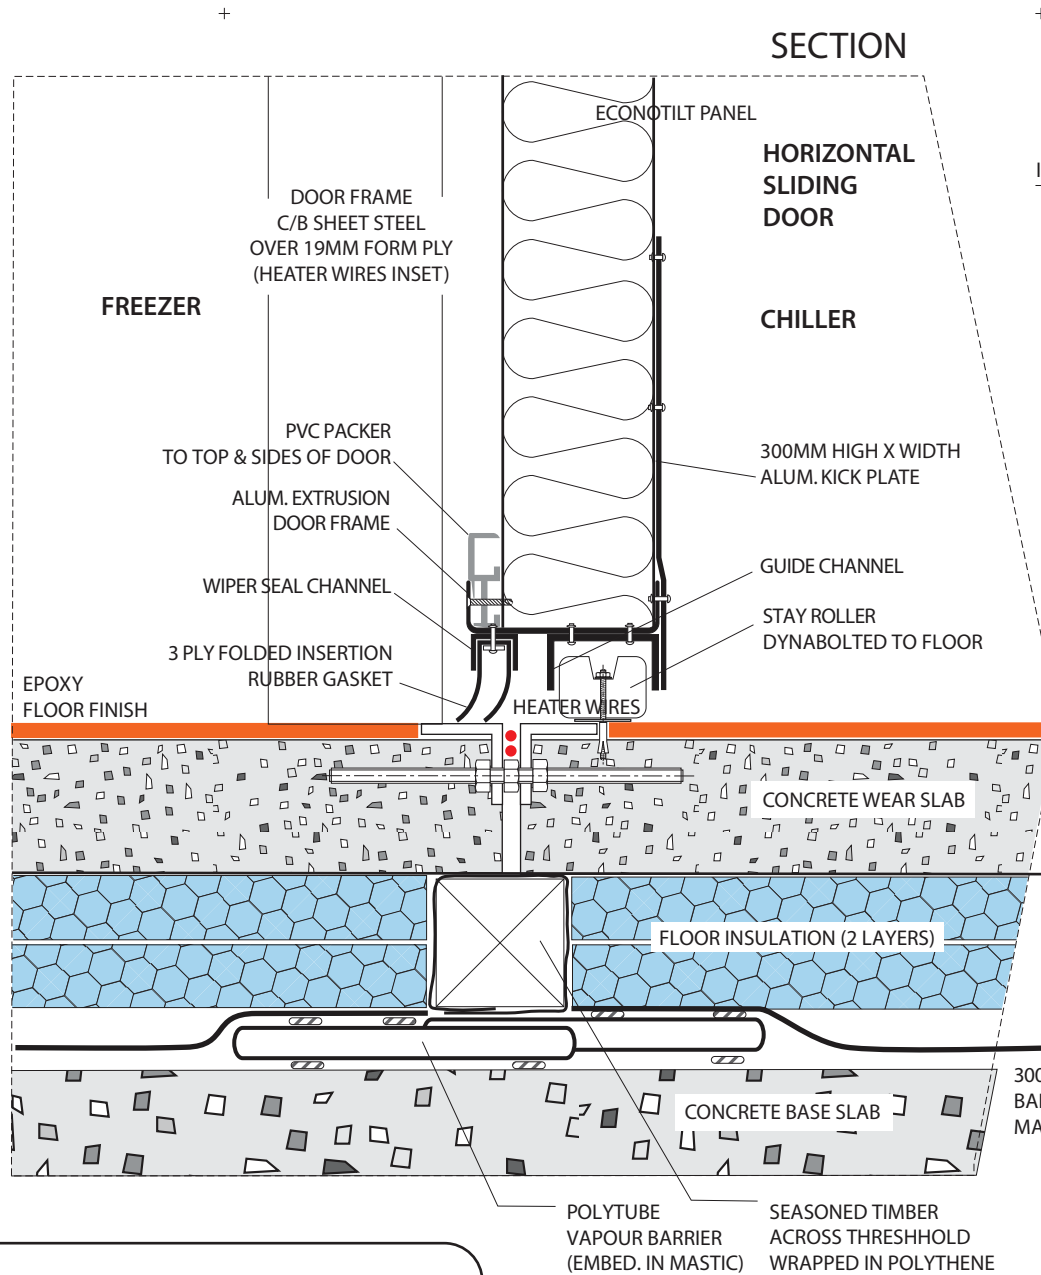 SECTION
ECONOTILT PANEL
HORIZONTAL
SLIDING
DOOR
DOOR FRAME
C/B SHEET STEEL
OVER 19MM FORM PLY
(HEATER WIRES INSET)
FREEZER
CHILLER
PVC PACKER
TO TOP & SIDES OF DOOR
300MM HIGH X WIDTH
ALUM. KICK PLATE
ALUM. EXTRUSION
DOOR FRAME
WIPER SEAL CHANNEL
GUIDE CHANNEL
STAY ROLLER
DYNABOLTED TO FLOOR
3 PLY FOLDED INSERTION
RUBBER GASKET
EPOXY
FLOOR FINISH
HEATER WIRES
CONCRETE WEAR SLAB
FLOOR INSULATION (2 LAYERS)
CONCRETE BASE SLAB
300
BA
MA
POLYTUBE
VAPOUR BARRIER
(EMBED. IN MASTIC)
SEASONED TIMBER
ACROSS THRESHHOLD
WRAPPED IN POLYTHENE